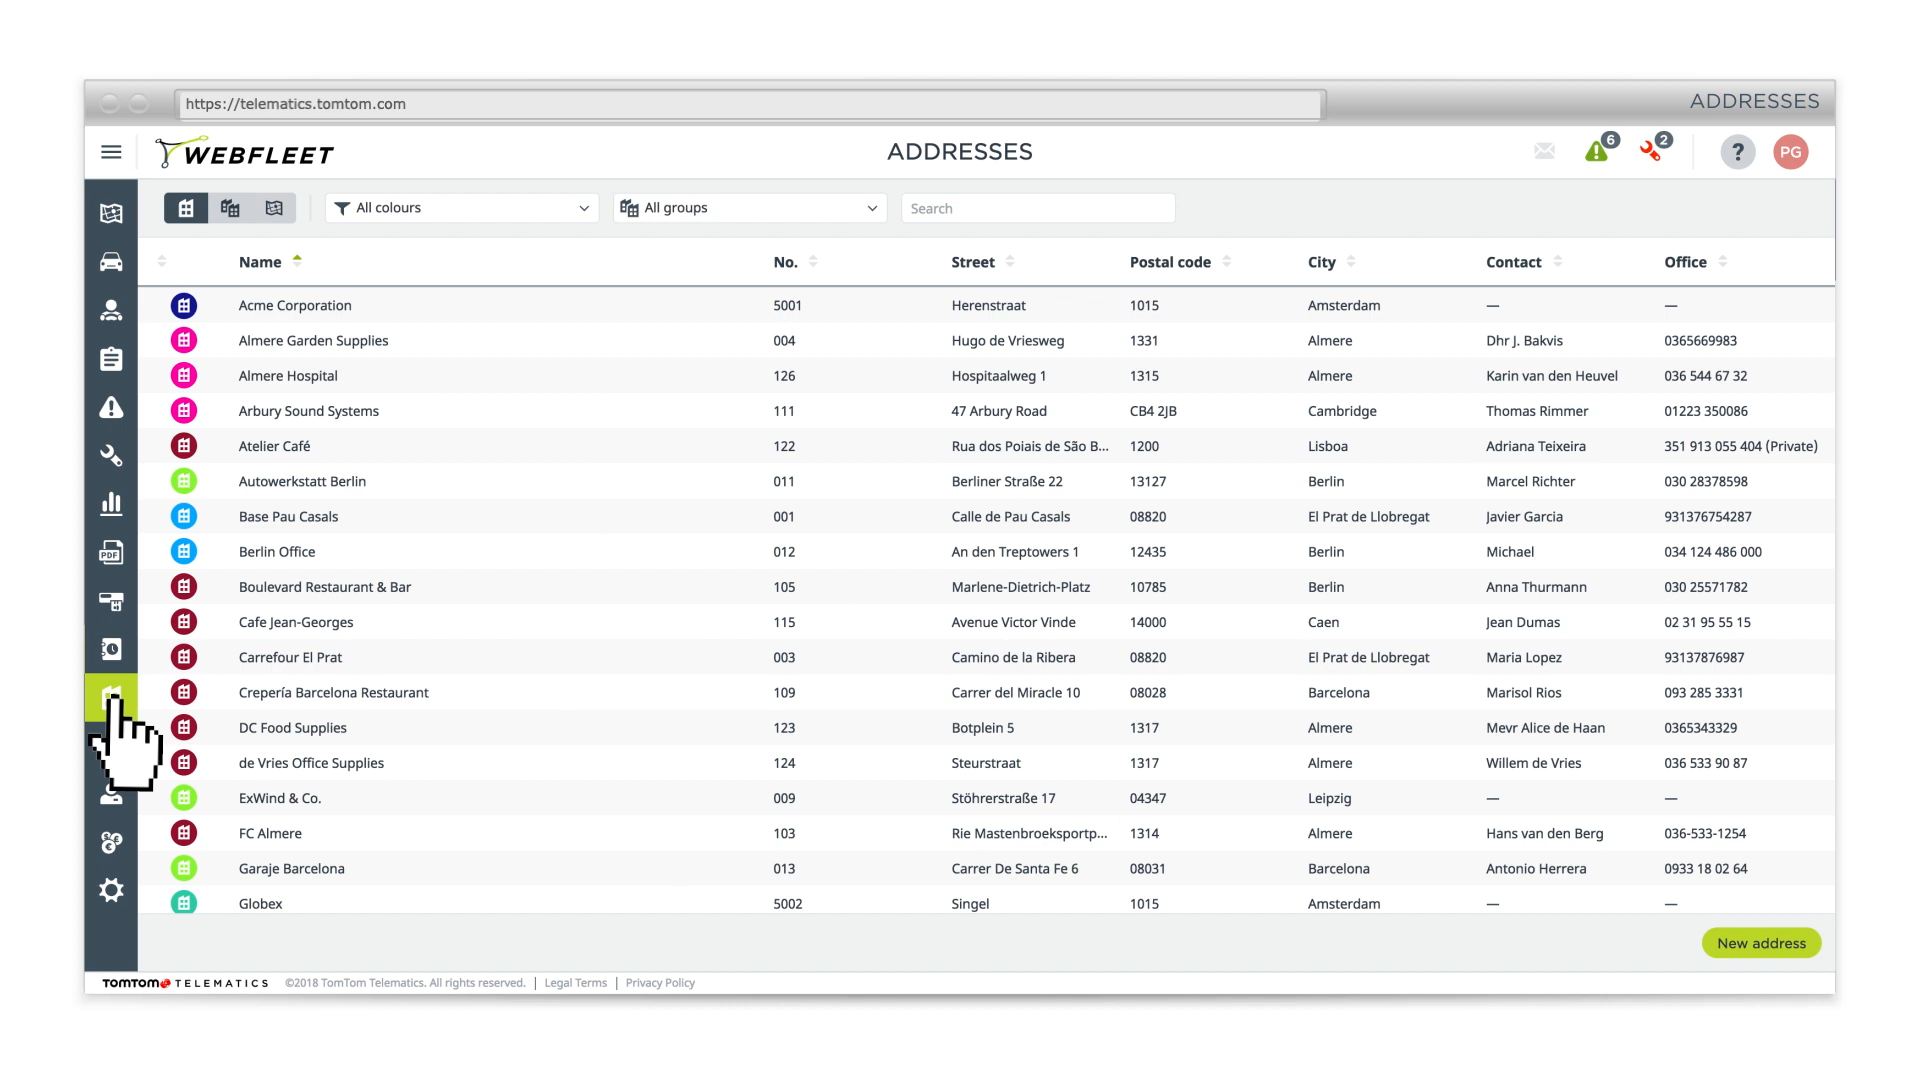 https://telematics.tomtom.com
ADDRESSES
WEBFLEET
ADDRESSES
6
2
?
PG
All colours
All groups
Search
Name No. Street Postal code City Contact Office
Acme Corporation 5001 Herenstraat 1015 Amsterdam — —
Almere Garden Supplies 004 Hugo de Vriesweg 1331 Almere Dhr J. Bakvis 0365669983
Almere Hospital 126 Hospitaalweg 1 1315 Almere Karin van den Heuvel 036 544 67 32
Arbury Sound Systems 111 47 Arbury Road CB4 2JB Cambridge Thomas Rimmer 01223 350086
Atelier Café 122 Rua dos Poiais de São B... 1200 Lisboa Adriana Teixeira 351 913 055 404 (Private)
Autowerkstatt Berlin 011 Berliner Straße 22 13127 Berlin Marcel Richter 030 28378598
Base Pau Casals 001 Calle de Pau Casals 08820 El Prat de Llobregat Javier Garcia 931376754287
Berlin Office 012 An den Treptowers 1 12435 Berlin Michael 034 124 486 000
Boulevard Restaurant & Bar 105 Marlene-Dietrich-Platz 10785 Berlin Anna Thurmann 030 25571782
Cafe Jean-Georges 115 Avenue Victor Vinde 14000 Caen Jean Dumas 02 31 95 55 15
Carrefour El Prat 003 Camino de la Ribera 08820 El Prat de Llobregat Maria Lopez 93137876987
Crepería Barcelona Restaurant 109 Carrer del Miracle 10 08028 Barcelona Marisol Rios 093 285 3331
DC Food Supplies 123 Botplein 5 1317 Almere Mevr Alice de Haan 0365343329
de Vries Office Supplies 124 Steurstraat 1317 Almere Willem de Vries 036 533 90 87
ExWind & Co. 009 Stöhrerstraße 17 04347 Leipzig — —
FC Almere 103 Rie Mastenbroeksportp... 1314 Almere Hans van den Berg 036-533-1254
Garaje Barcelona 013 Carrer De Santa Fe 6 08031 Barcelona Antonio Herrera 0933 18 02 64
Globex 5002 Singel 1015 Amsterdam — —
PDF
New address
TOMTOM TELEMATICS ©2018 TomTom Telematics. All rights reserved. | Legal Terms | Privacy Policy